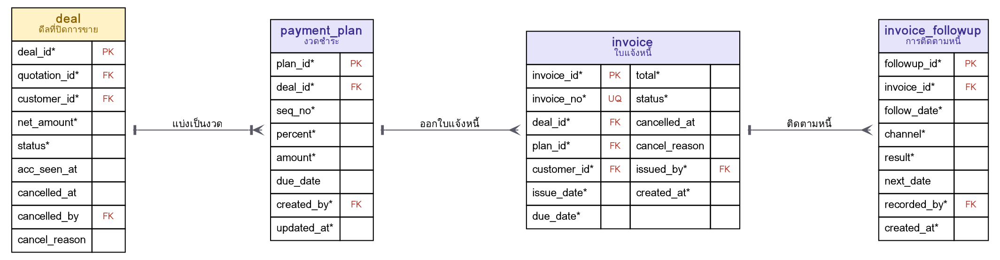 deal
ดีลที่ปิดการขาย
deal_id* PK
quotation_id* FK
customer_id* FK
net_amount*
status*
acc_seen_at
cancelled_at
cancelled_by FK
cancel_reason
แบ่งเป็นงวด
payment_plan
งวดชำระ
plan_id* PK
deal_id* FK
seq_no*
percent*
amount*
due_date
created_by* FK
updated_at*
ออกใบแจ้งหนี้
invoice
ใบแจ้งหนี้
invoice_id* PK total*
invoice_no* UQ status*
deal_id* FK cancelled_at
plan_id* FK cancel_reason
customer_id* FK issued_by* FK
issue_date* created_at*
due_date*
ติดตามหนี้
invoice_followup
การติดตามหนี้
followup_id* PK
invoice_id* FK
follow_date*
channel*
result*
next_date
recorded_by* FK
created_at*